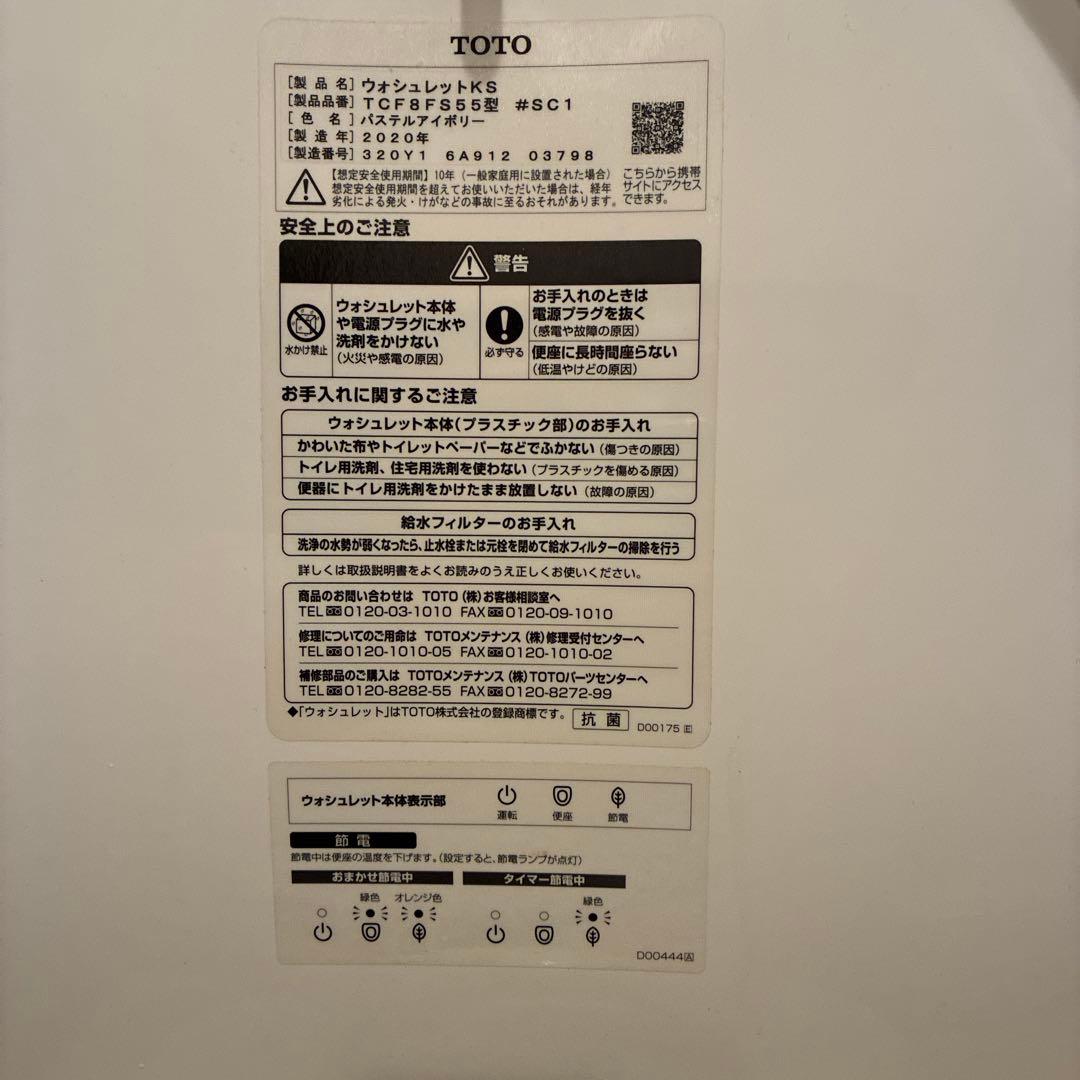 TOTO
［製 品 名］ウォシュレットKS
［製品品番］TCF8FS55型 #SC1
［ 色 名 ］パステルアイボリー
［製 造 年］2020年
［製造番号］320Y1 6A912 03798
【想定安全使用期間】10年（一般家庭用に設置された場合）
想定安全使用期間を超えてお使いいただいた場合は、経年
劣化による発火・けがなどの事故に至るおそれがあります。
こちらから携帯
サイトにアクセス
できます。
安全上のご注意
警告
水かけ禁止
ウォシュレット本体
や電源プラグに水や
洗剤をかけない
（火災や感電の原因）
必ず守る
お手入れのときは
電源プラグを抜く
（感電や故障の原因）
便座に長時間座らない
（低温やけどの原因）
お手入れに関するご注意
ウォシュレット本体（プラスチック部）のお手入れ
かわいた布やトイレットペーパーなどでふかない（傷つきの原因）
トイレ用洗剤、住宅用洗剤を使わない（プラスチックを傷める原因）
便器にトイレ用洗剤をかけたまま放置しない（故障の原因）
給水フィルターのお手入れ
洗浄の水勢が弱くなったら、止水栓または元栓を閉めて給水フィルターの掃除を行う
詳しくは取扱説明書をよくお読みのうえ正しくお使いください。
商品のお問い合わせは TOTO（株）お客様相談室へ
TEL 0120-03-1010 FAX 0120-09-1010
修理についてのご用命は TOTOメンテナンス（株）修理受付センターへ
TEL 0120-1010-05 FAX 0120-1010-02
補修部品のご購入は TOTOメンテナンス（株）TOTOパーツセンターへ
TEL 0120-8282-55 FAX 0120-8272-99
◆「ウォシュレット」はTOTO株式会社の登録商標です。 抗菌 D00175 E
ウォシュレット本体表示部
運転 便座 節電
節電
節電中は便座の温度を下げます。（設定すると、節電ランプが点灯）
おまかせ節電中 タイマー節電中
緑色 オレンジ色 緑色
D00444 A